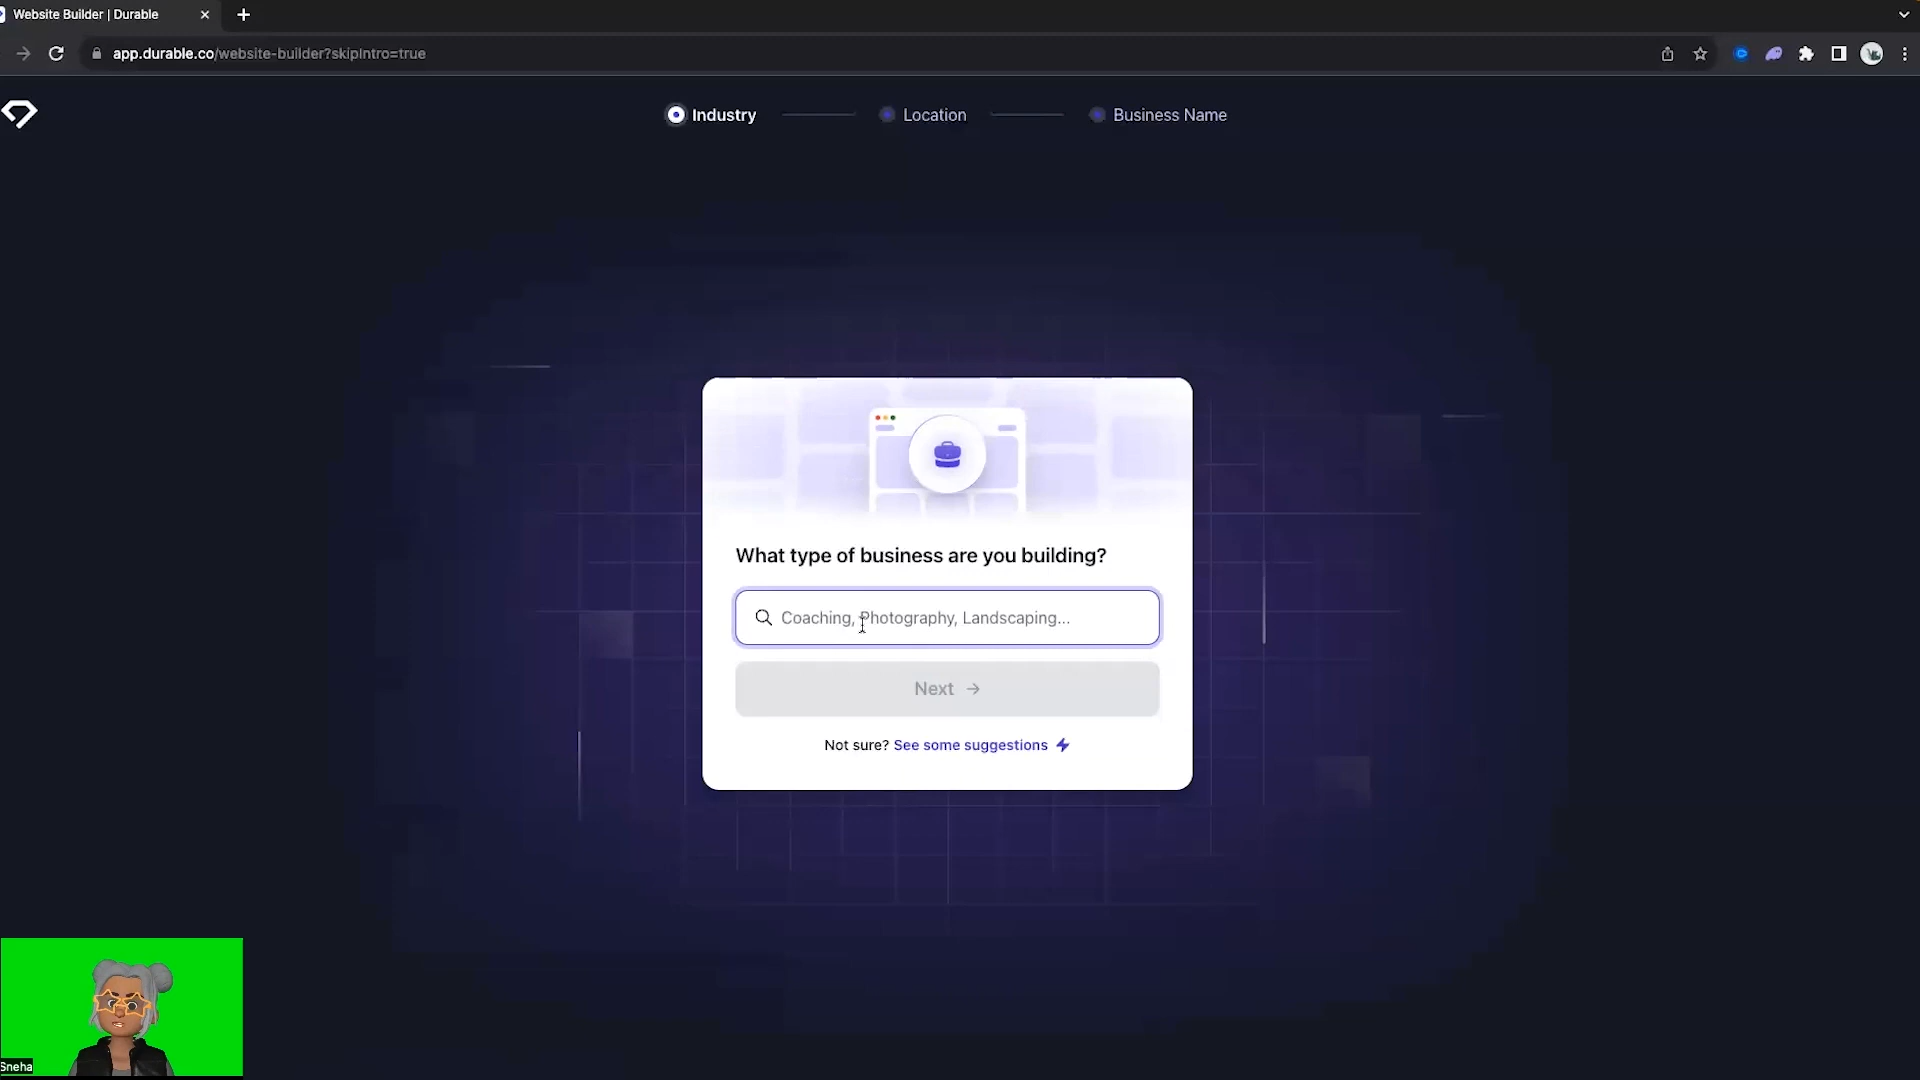 Website Builder | Durable
app.durable.co/website-builder?skipIntro=true
Industry
Location
Business Name
What type of business are you building?
Coaching, Photography, Landscaping...
Next
Not sure? See some suggestions
Sneha